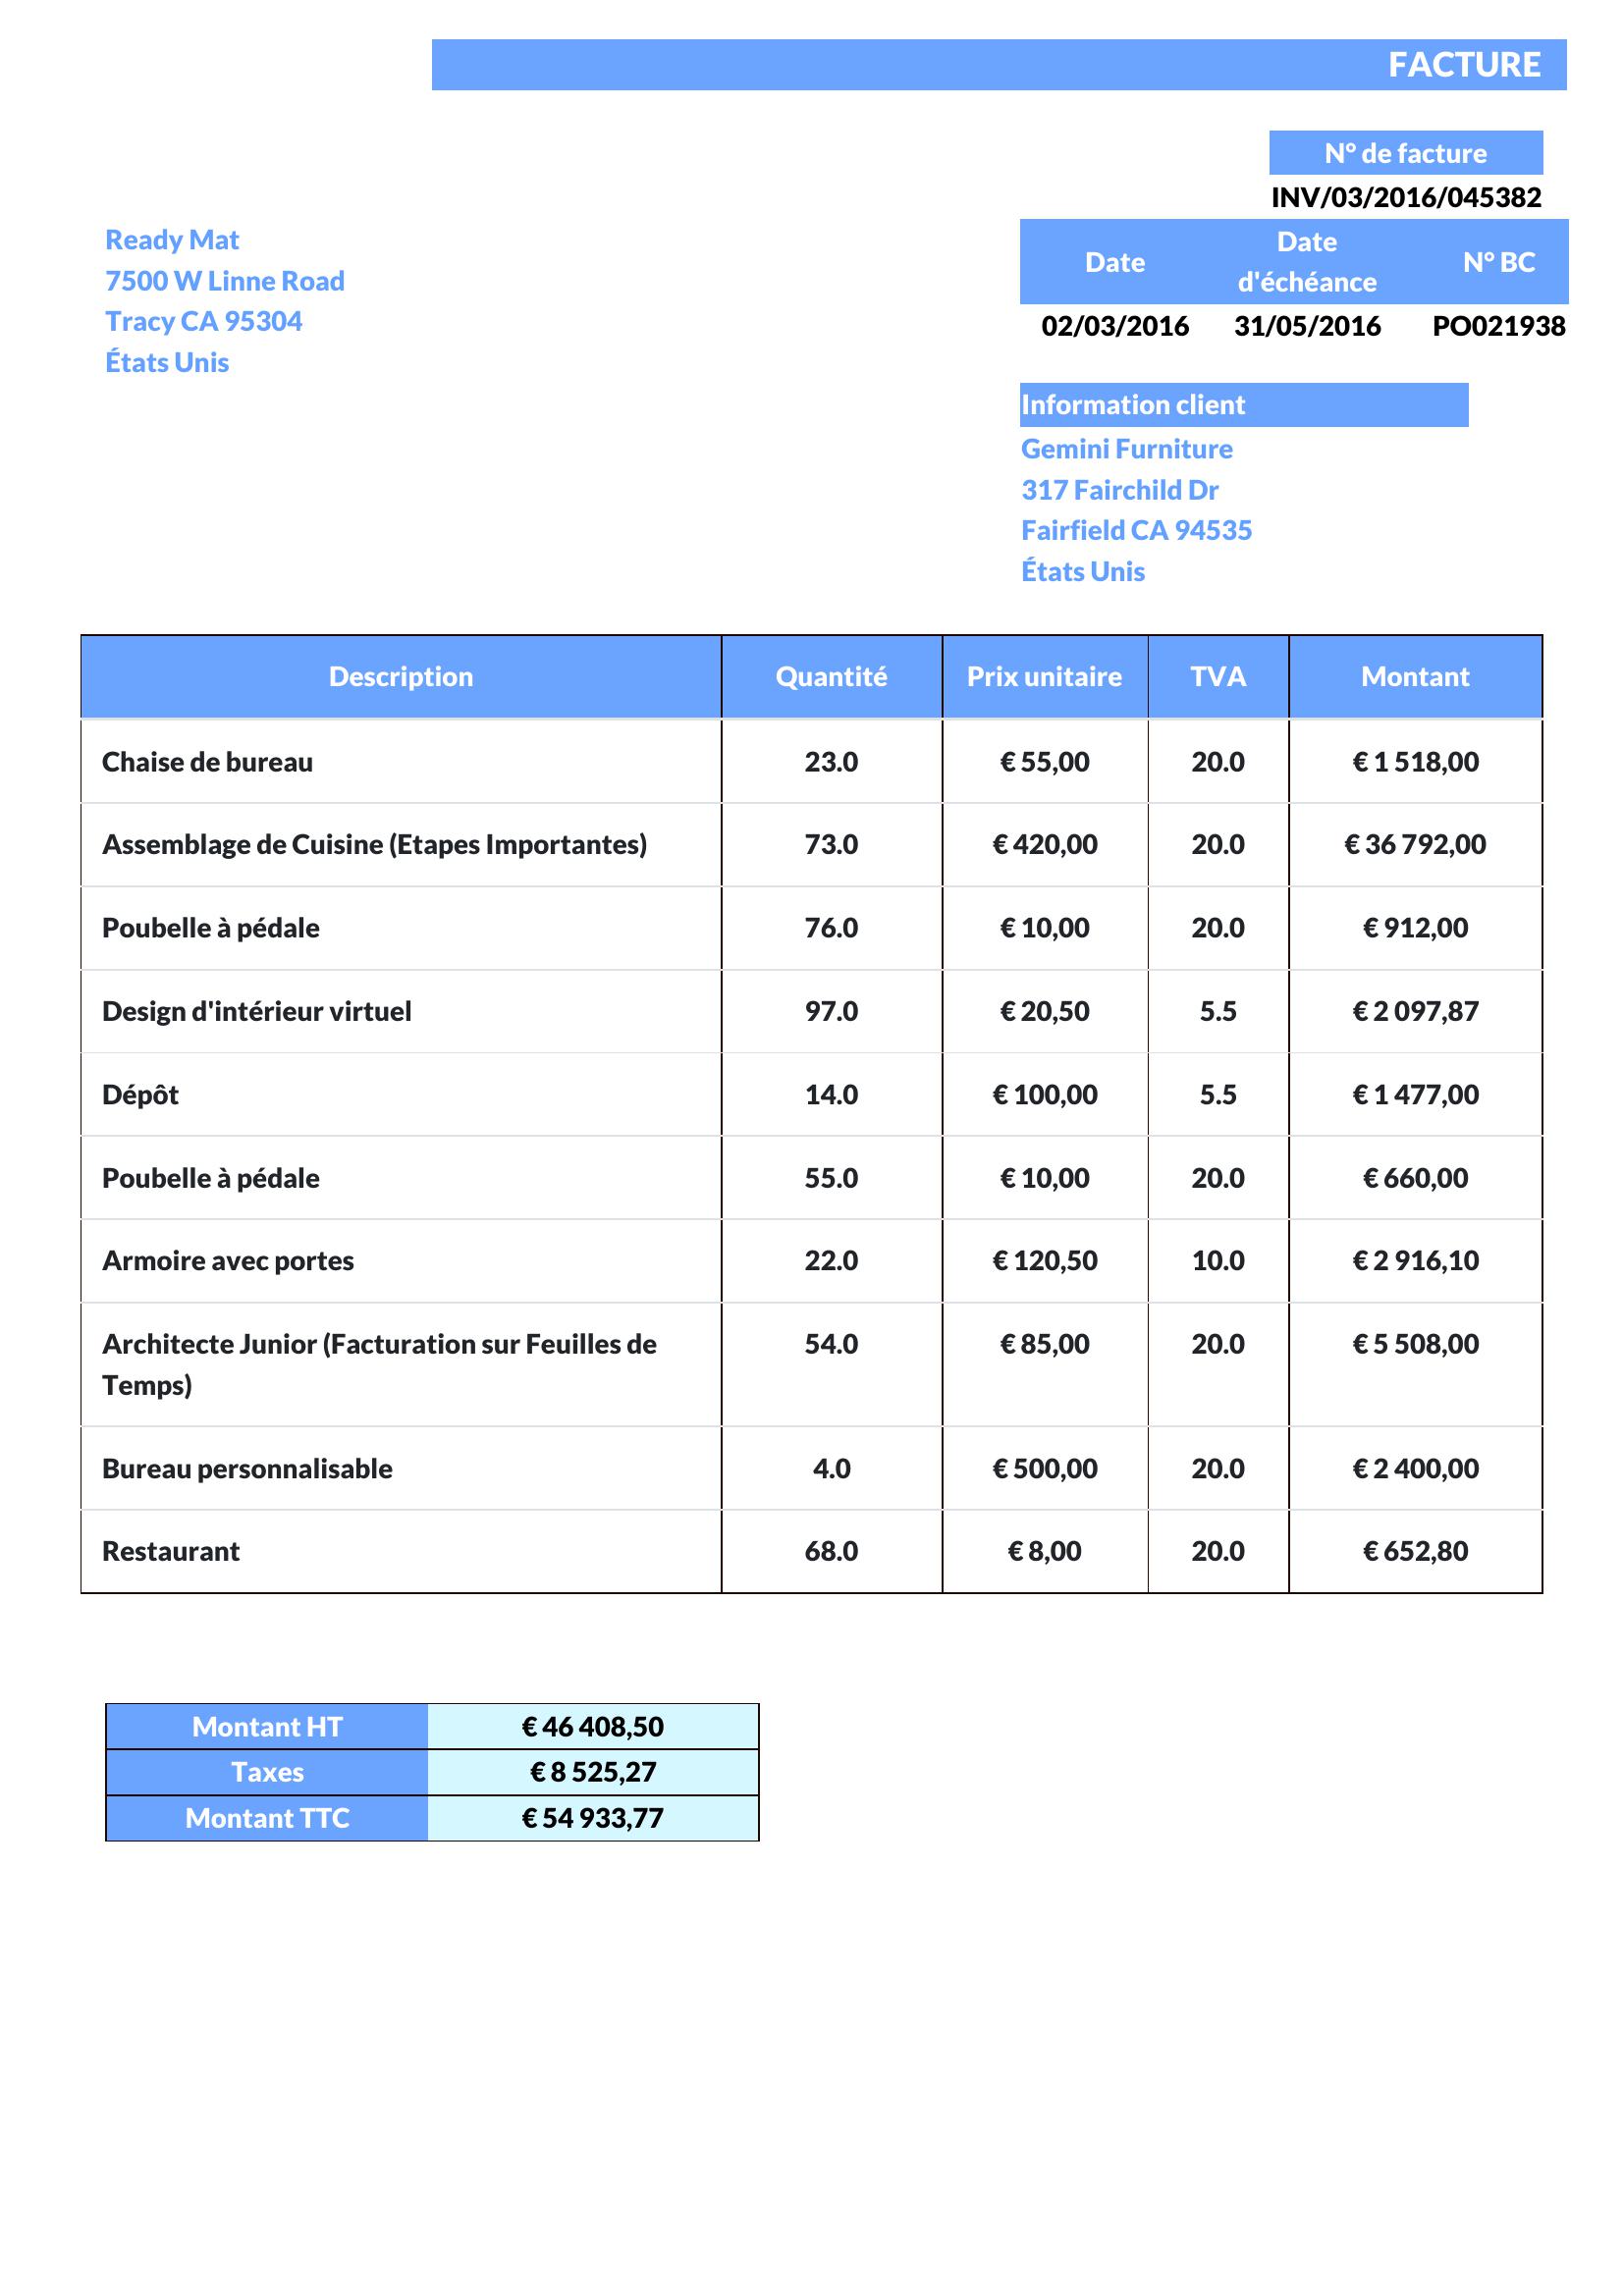 FACTURE
N° de facture
INV/03/2016/045382
Ready Mat
7500 W Linne Road
Tracy CA 95304
États Unis
Date Date d'échéance N° BC
02/03/2016 31/05/2016 PO021938
Information client
Gemini Furniture
317 Fairchild Dr
Fairfield CA 94535
États Unis
Description Quantité Prix unitaire TVA Montant
Chaise de bureau 23.0 € 55,00 20.0 € 1 518,00
Assemblage de Cuisine (Etapes Importantes) 73.0 € 420,00 20.0 € 36 792,00
Poubelle à pédale 76.0 € 10,00 20.0 € 912,00
Design d'intérieur virtuel 97.0 € 20,50 5.5 € 2 097,87
Dépôt 14.0 € 100,00 5.5 € 1 477,00
Poubelle à pédale 55.0 € 10,00 20.0 € 660,00
Armoire avec portes 22.0 € 120,50 10.0 € 2 916,10
Architecte Junior (Facturation sur Feuilles de 54.0 € 85,00 20.0 € 5 508,00
Temps)
Bureau personnalisable 4.0 € 500,00 20.0 € 2 400,00
Restaurant 68.0 € 8,00 20.0 € 652,80
Montant HT € 46 408,50
Taxes € 8 525,27
Montant TTC € 54 933,77